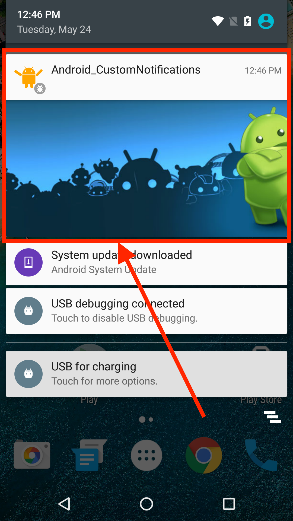 12:46 PM
Tuesday, May 24
Android_CustomNotifications
12:46 PM
System update downloaded
Android System Update
USB debugging connected
Touch to disable USB debugging.
USB for charging
Touch for more options.
Play
Play Store